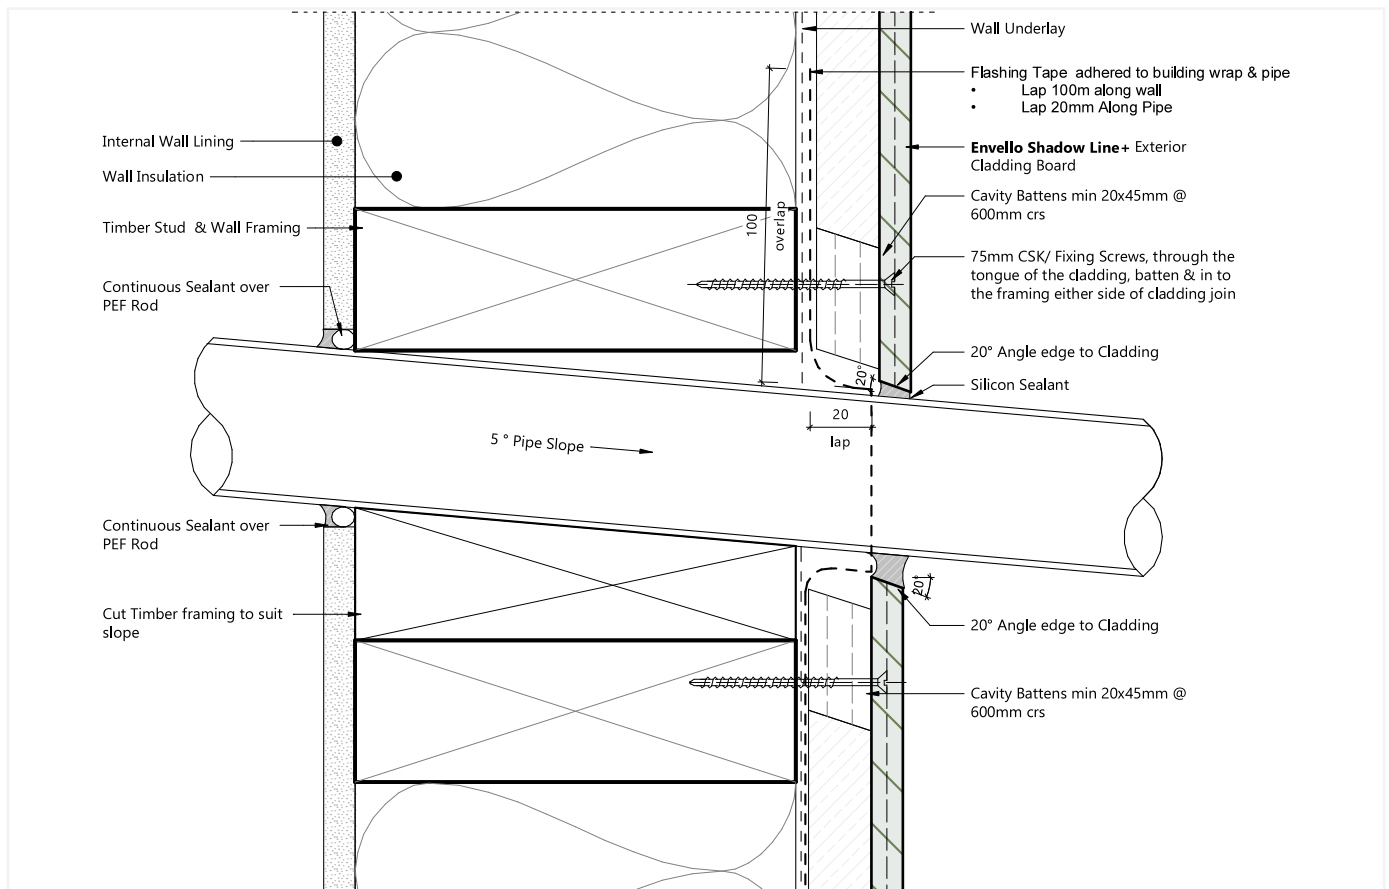 Wall Underlay
Flashing Tape adhered to building wrap & pipe
• Lap 100m along wall
• Lap 20mm Along Pipe
Internal Wall Lining
Envello Shadow Line+ Exterior
Cladding Board
Wall Insulation
Cavity Battens min 20x45mm @
600mm crs
Timber Stud & Wall Framing
100
overlap
75mm CSK/ Fixing Screws, through the
tongue of the cladding, batten & in to
the framing either side of cladding join
Continuous Sealant over
PEF Rod
20° Angle edge to Cladding
20°
Silicon Sealant
20
lap
5 ° Pipe Slope
Continuous Sealant over
PEF Rod
20°
Cut Timber framing to suit
slope
20° Angle edge to Cladding
Cavity Battens min 20x45mm @
600mm crs